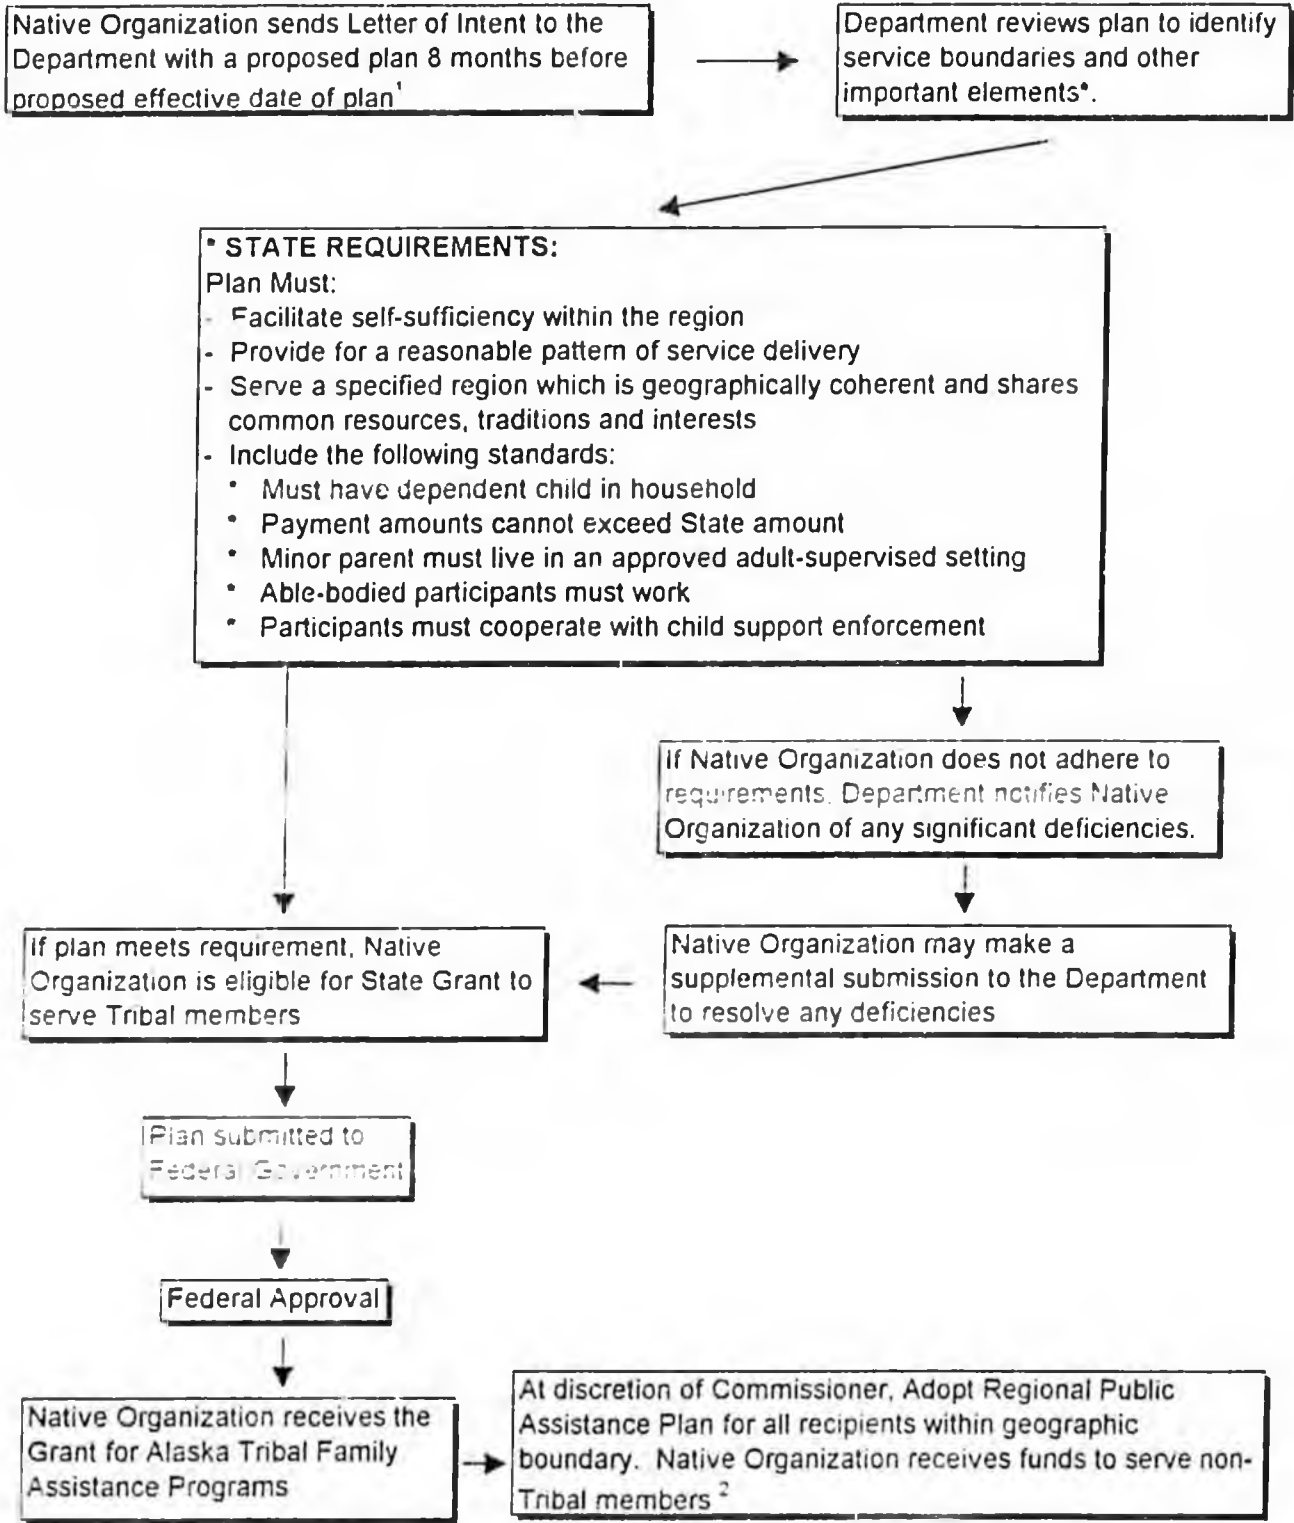 Native Organization sends Letter of Intent to the
Department with a proposed plan 8 months before
proposed effective date of plan¹
Department reviews plan to identify
service boundaries and other
important elements*.
* STATE REQUIREMENTS:
Plan Must:
- Facilitate self-sufficiency within the region
- Provide for a reasonable pattern of service delivery
- Serve a specified region which is geographically coherent and shares
common resources, traditions and interests
- Include the following standards:
* Must have dependent child in household
* Payment amounts cannot exceed State amount
* Minor parent must live in an approved adult-supervised setting
* Able-bodied participants must work
* Participants must cooperate with child support enforcement
If Native Organization does not adhere to
requirements, Department notifies Native
Organization of any significant deficiencies.
If plan meets requirement, Native
Organization is eligible for State Grant to
serve Tribal members
Native Organization may make a
supplemental submission to the Department
to resolve any deficiencies
Plan submitted to
Federal Government
Federal Approval
Native Organization receives the
Grant for Alaska Tribal Family
Assistance Programs
At discretion of Commissioner, Adopt Regional Public
Assistance Plan for all recipients within geographic
boundary. Native Organization receives funds to serve non-
Tribal members ²